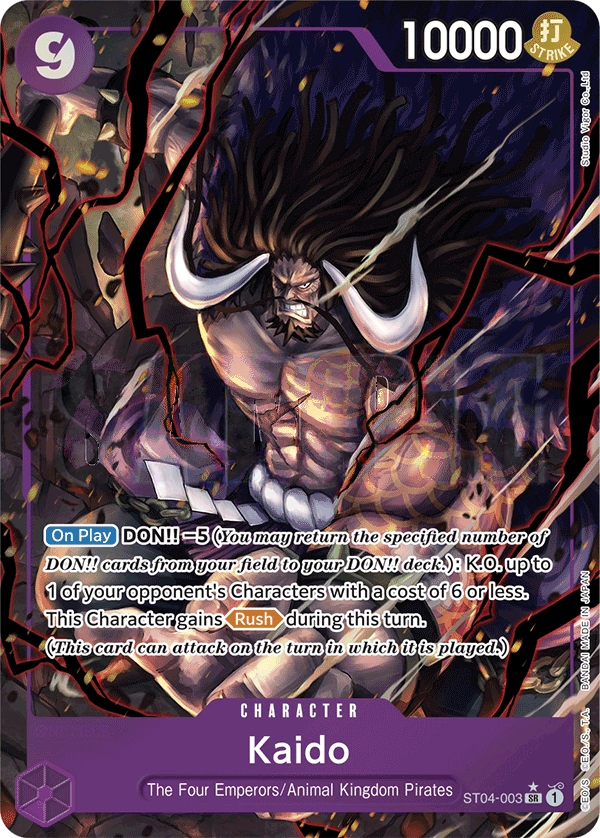 9
10000
打
STRIKE
Studio Vigor Co.,Ltd
SAMPLE
On Play DON!! −5 (You may return the specified number of
DON!! cards from your field to your DON!! deck.): K.O. up to
1 of your opponent's Characters with a cost of 6 or less.
This Character gains Rush during this turn.
(This card can attack on the turn in which it is played.)
©E.O./S. ©E.O./S., T.A. BANDAI MADE IN JAPAN
CHARACTER
Kaido
The Four Emperors/Animal Kingdom Pirates
ST04-003 SR 1